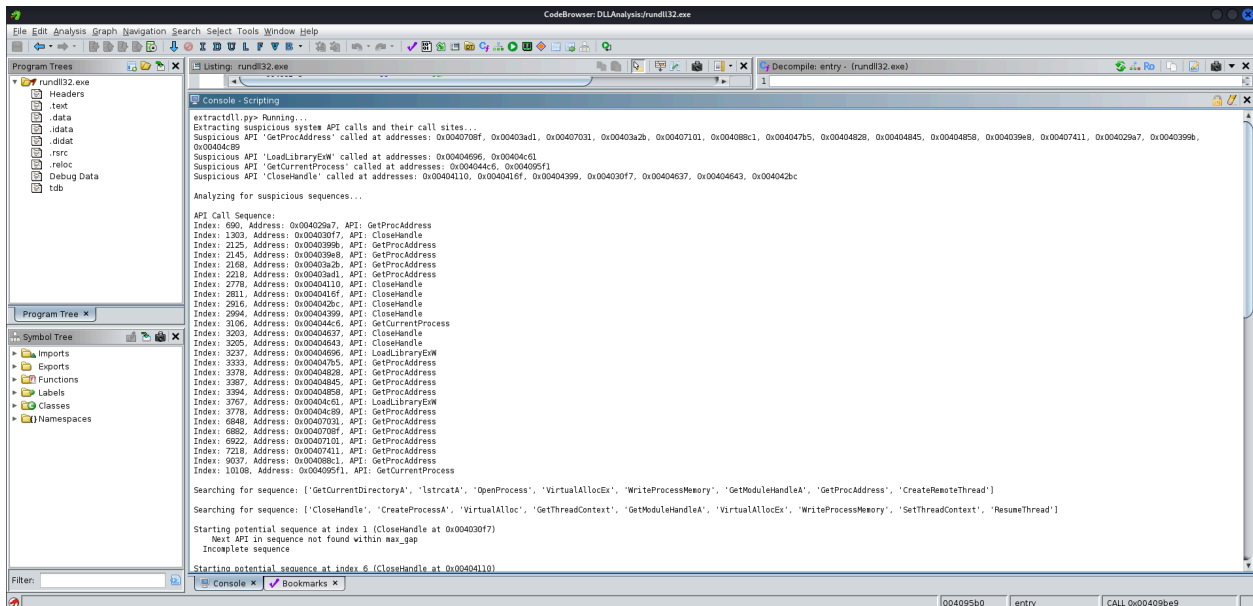 CodeBrowser: DLLAnalysis:/rundll32.exe
File Edit Analysis Graph Navigation Search Select Tools Window Help
Program Trees
rundll32.exe
Headers
.text
.data
.idata
.didat
.rsrc
.reloc
Debug Data
tdb
Program Tree
Symbol Tree
Imports
Exports
Functions
Labels
Classes
Namespaces
Filter:
Listing: rundll32.exe
Decompile: entry - (rundll32.exe)
1
Console - Scripting
extractdll.py> Running...
Extracting suspicious system API calls and their call sites...
Suspicious API 'GetProcAddress' called at addresses: 0x0040708f, 0x00403ad1, 0x00407031, 0x00403a2b, 0x00407101, 0x004088c1, 0x004047b5, 0x00404828, 0x00404845, 0x00404858, 0x004039e8, 0x00407411, 0x004029a7, 0x0040399b,
0x00404c89
Suspicious API 'LoadLibraryExW' called at addresses: 0x00404696, 0x00404c61
Suspicious API 'GetCurrentProcess' called at addresses: 0x004044c6, 0x004095f1
Suspicious API 'CloseHandle' called at addresses: 0x00404110, 0x0040416f, 0x00404399, 0x004030f7, 0x00404637, 0x00404643, 0x004042bc
Analyzing for suspicious sequences...
API Call Sequence:
Index: 690, Address: 0x004029a7, API: GetProcAddress
Index: 1303, Address: 0x004030f7, API: CloseHandle
Index: 2125, Address: 0x0040399b, API: GetProcAddress
Index: 2145, Address: 0x004039e8, API: GetProcAddress
Index: 2168, Address: 0x00403a2b, API: GetProcAddress
Index: 2218, Address: 0x00403ad1, API: GetProcAddress
Index: 2778, Address: 0x00404110, API: CloseHandle
Index: 2811, Address: 0x0040416f, API: CloseHandle
Index: 2916, Address: 0x004042bc, API: CloseHandle
Index: 2994, Address: 0x00404399, API: CloseHandle
Index: 3106, Address: 0x004044c6, API: GetCurrentProcess
Index: 3203, Address: 0x00404637, API: CloseHandle
Index: 3205, Address: 0x00404643, API: CloseHandle
Index: 3237, Address: 0x00404696, API: LoadLibraryExW
Index: 3333, Address: 0x004047b5, API: GetProcAddress
Index: 3378, Address: 0x00404828, API: GetProcAddress
Index: 3387, Address: 0x00404845, API: GetProcAddress
Index: 3394, Address: 0x00404858, API: GetProcAddress
Index: 3767, Address: 0x00404c61, API: LoadLibraryExW
Index: 3778, Address: 0x00404c89, API: GetProcAddress
Index: 6848, Address: 0x00407031, API: GetProcAddress
Index: 6882, Address: 0x0040708f, API: GetProcAddress
Index: 6922, Address: 0x00407101, API: GetProcAddress
Index: 7218, Address: 0x00407411, API: GetProcAddress
Index: 9037, Address: 0x004088c1, API: GetProcAddress
Index: 10108, Address: 0x004095f1, API: GetCurrentProcess
Searching for sequence: ['GetCurrentDirectoryA', 'lstrcatA', 'OpenProcess', 'VirtualAllocEx', 'WriteProcessMemory', 'GetModuleHandleA', 'GetProcAddress', 'CreateRemoteThread']
Searching for sequence: ['CloseHandle', 'CreateProcessA', 'VirtualAlloc', 'GetThreadContext', 'GetModuleHandleA', 'VirtualAllocEx', 'WriteProcessMemory', 'SetThreadContext', 'ResumeThread']
Starting potential sequence at index 1 (CloseHandle at 0x004030f7)
Next API in sequence not found within max_gap
Incomplete sequence
Starting potential sequence at index 6 (CloseHandle at 0x00404110)
Console
Bookmarks
004095b0
entry
CALL 0x00409be9